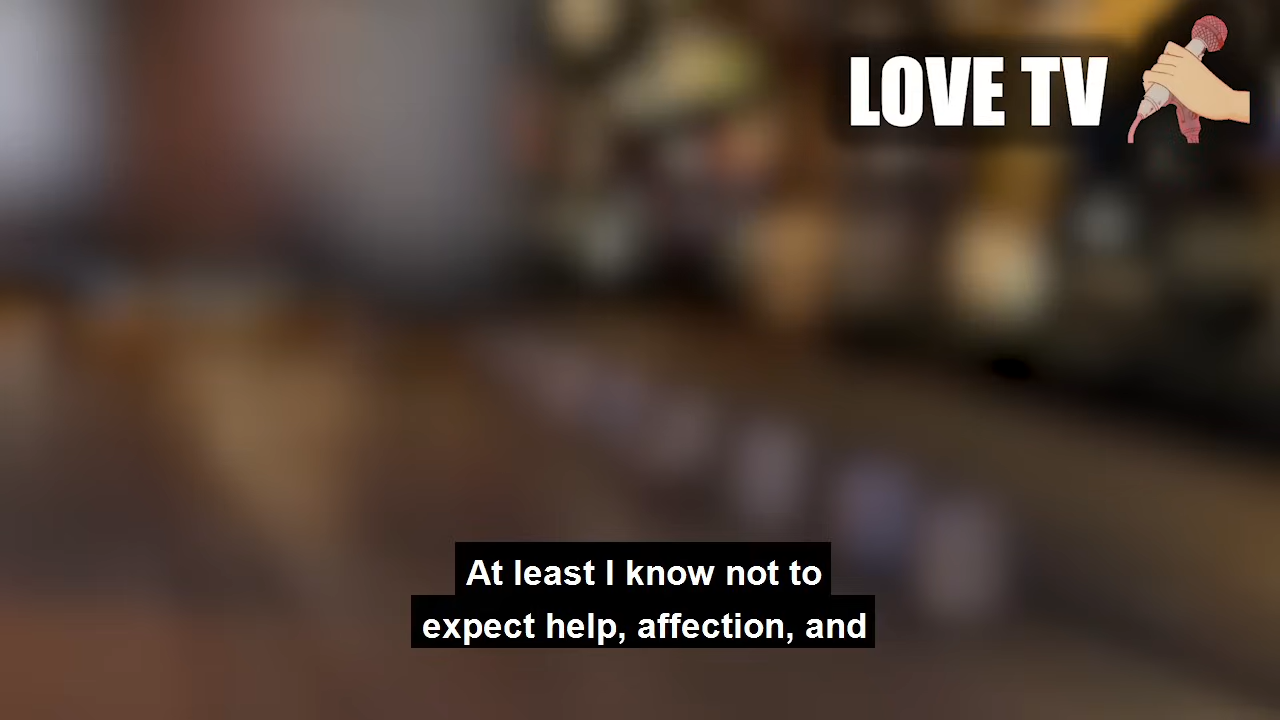 LOVE TV
At least I know not to
expect help, affection, and